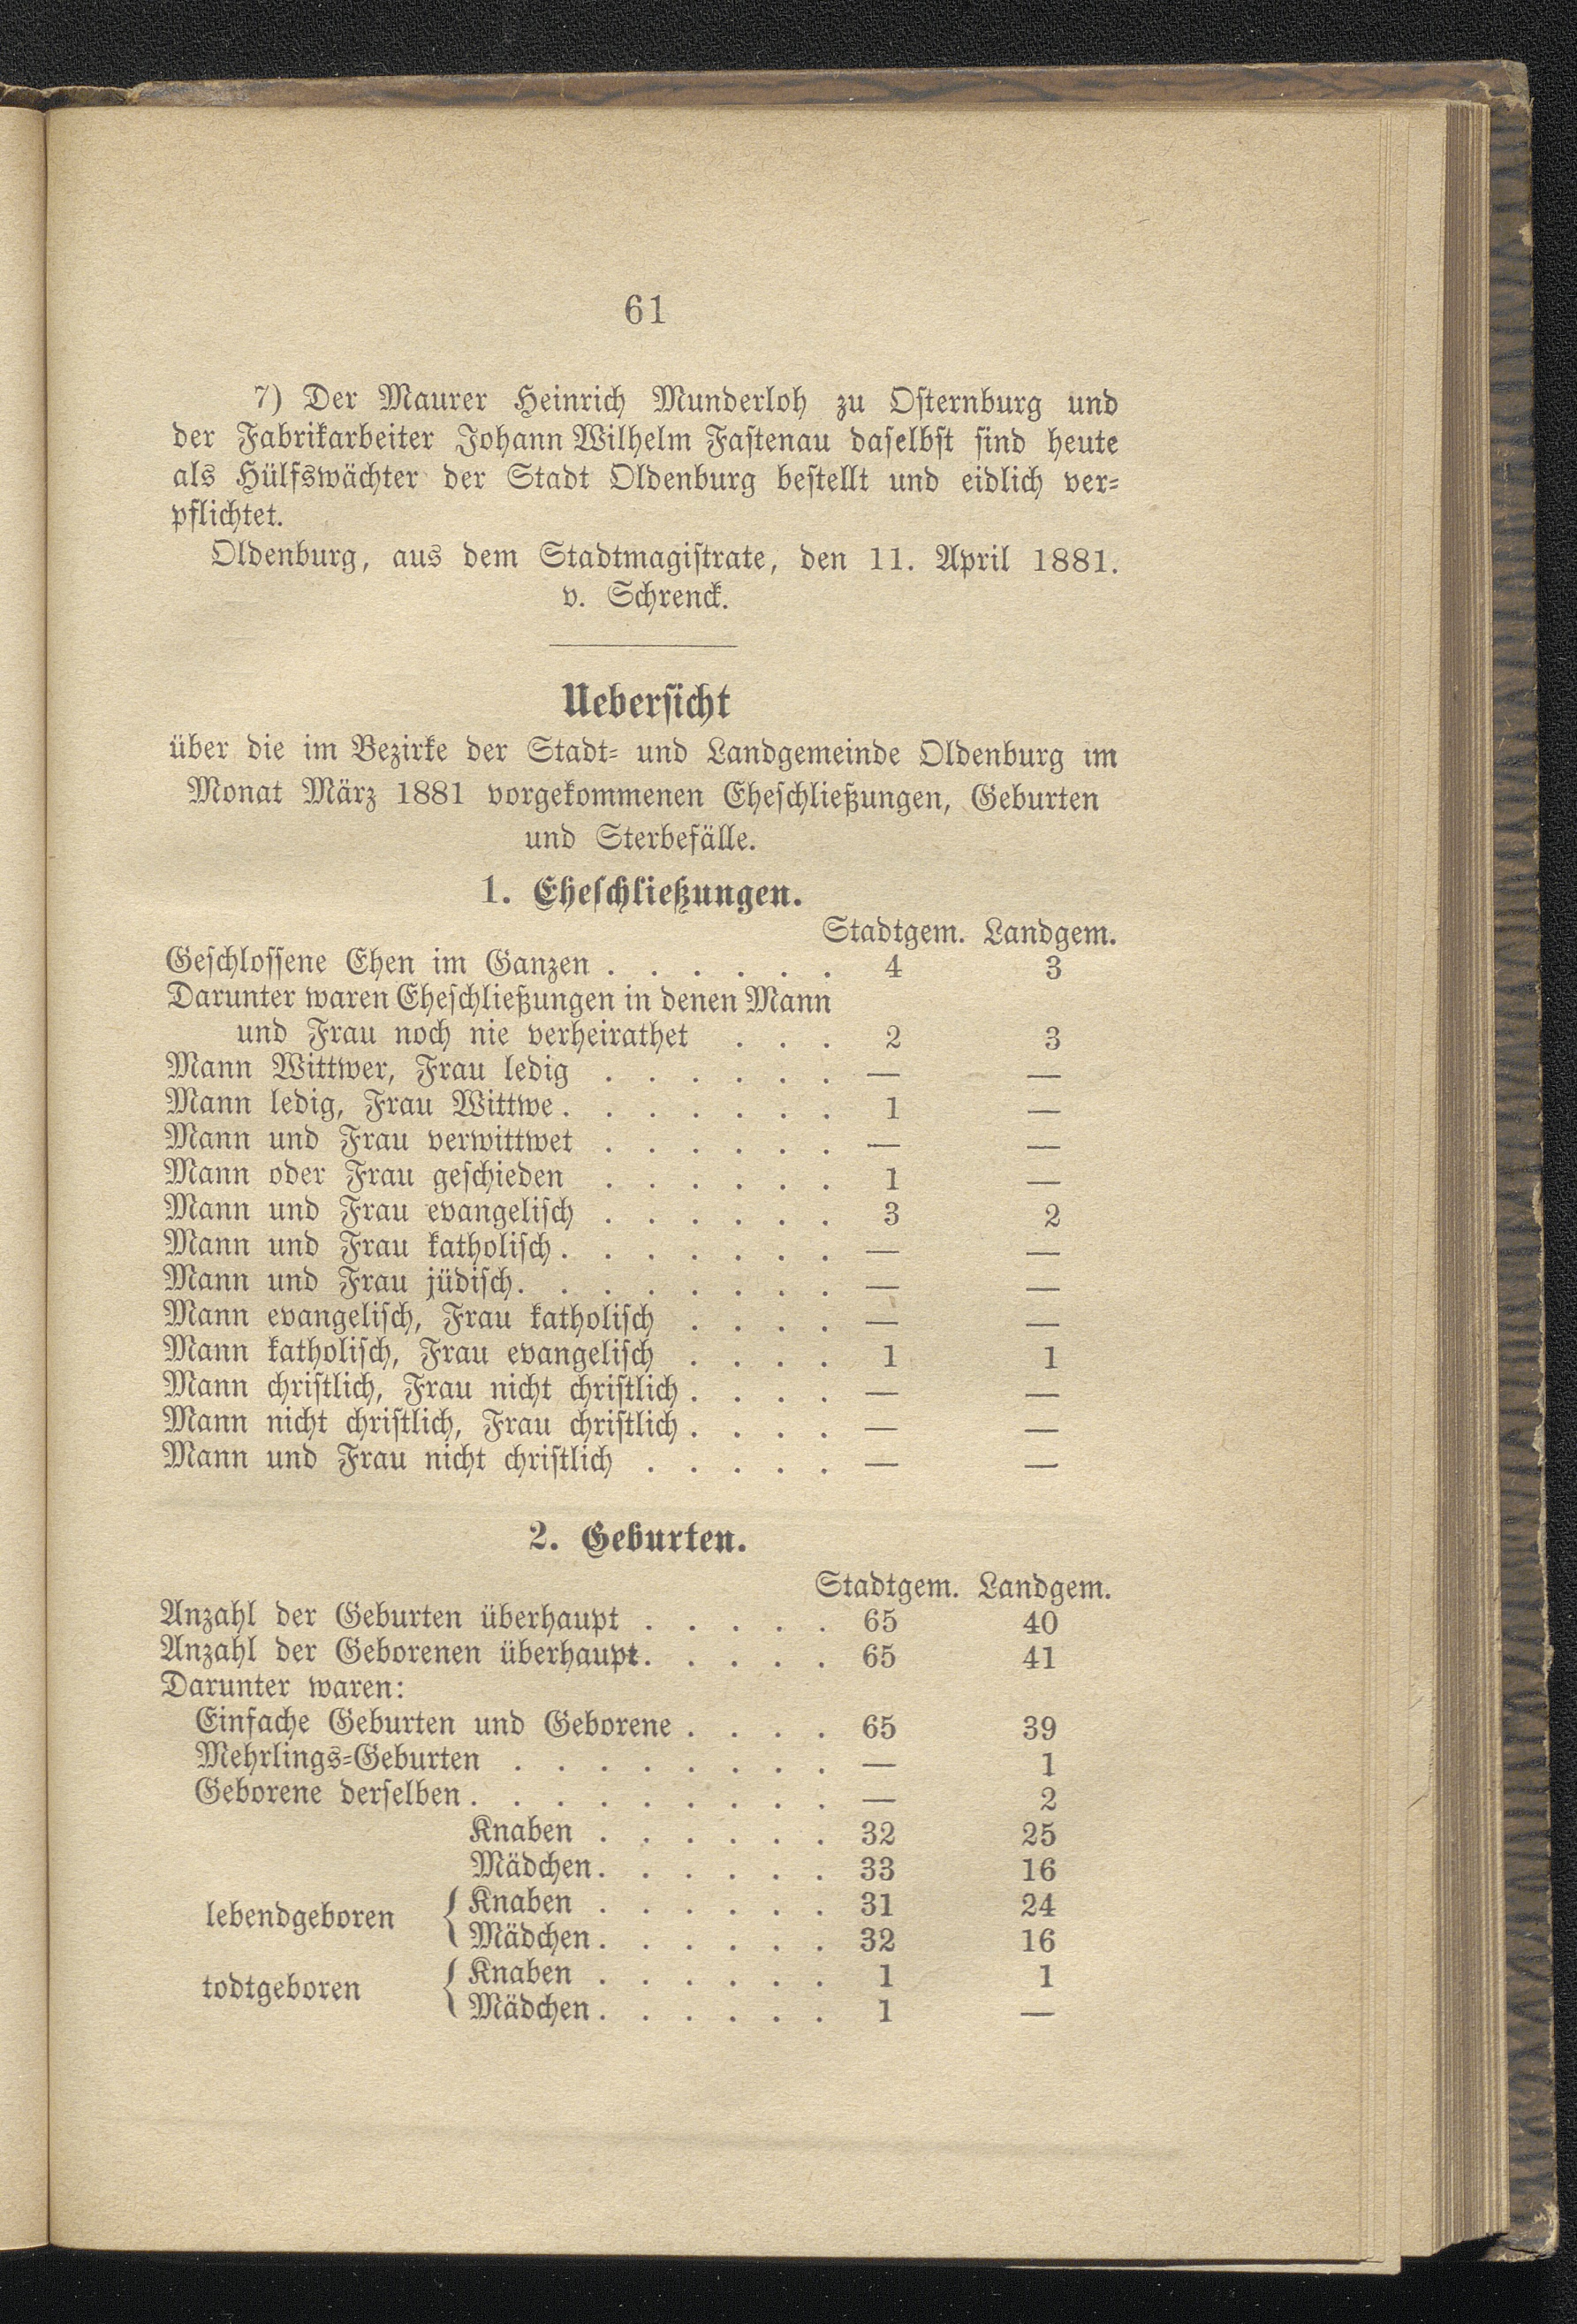 61
7) Der Maurer Heinrich Munderloh zu Osternburg und
der Fabrikarbeiter Johann Wilhelm Fastenau daselbst sind heute
als Hülfswächter der Stadt Oldenburg bestellt und eidlich ver=
pflichtet.
Oldenburg, aus dem Stadtmagistrate, den 11. April 1881.
v. Schrenck.
Uebersicht
über die im Bezirke der Stadt= und Landgemeinde Oldenburg im
Monat März 1881 vorgekommenen Eheschließungen, Geburten
und Sterbefälle.
1. Eheschließungen.
Stadtgem. Landgem.
Geschlossene Ehen im Ganzen . . . . . . 4 3
Darunter waren Eheschließungen in denen Mann
und Frau noch nie verheirathet . . . 2 3
Mann Wittwer, Frau ledig . . . . . . — —
Mann ledig, Frau Wittwe . . . . . . . 1 —
Mann und Frau verwittwet . . . . . . — —
Mann oder Frau geschieden . . . . . . 1 —
Mann und Frau evangelisch . . . . . . 3 2
Mann und Frau katholisch . . . . . . . — —
Mann und Frau jüdisch . . . . . . . . — —
Mann evangelisch, Frau katholisch . . . . — —
Mann katholisch, Frau evangelisch . . . . 1 1
Mann christlich, Frau nicht christlich . . . . — —
Mann nicht christlich, Frau christlich . . . . — —
Mann und Frau nicht christlich . . . . . — —
2. Geburten.
Stadtgem. Landgem.
Anzahl der Geburten überhaupt . . . . . 65 40
Anzahl der Geborenen überhaupt . . . . . 65 41
Darunter waren:
Einfache Geburten und Geborene . . . . 65 39
Mehrlings=Geburten . . . . . . . . — 1
Geborene derselben . . . . . . . . . — 2
Knaben . . . . . . 32 25
Mädchen . . . . . . 33 16
lebendgeboren { Knaben . . . . . . 31 24
Mädchen . . . . . . 32 16
todtgeboren { Knaben . . . . . . 1 1
Mädchen . . . . . . 1 —